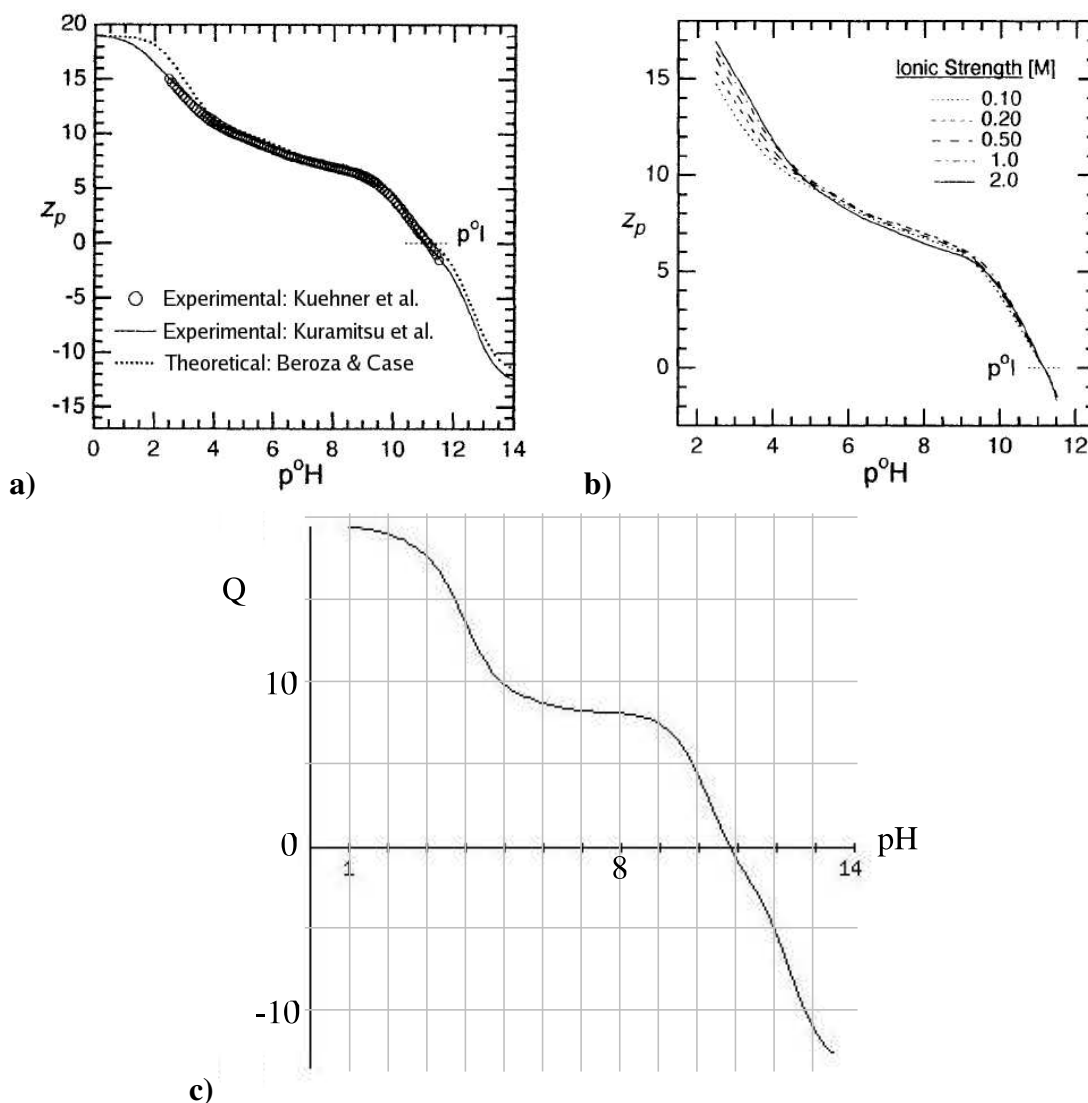 20
15
10
5
0
-5
-10
-15
z_p
p°I
Experimental: Kuehner et al.
Experimental: Kuramitsu et al.
Theoretical: Beroza & Case
0 2 4 6 8 10 12 14
p°H
a)
15
10
5
0
z_p
Ionic Strength [M]
0.10
0.20
0.50
1.0
2.0
p°I
2 4 6 8 10 12
p°H
b)
Q
10
0
-10
1 8 14
pH
c)